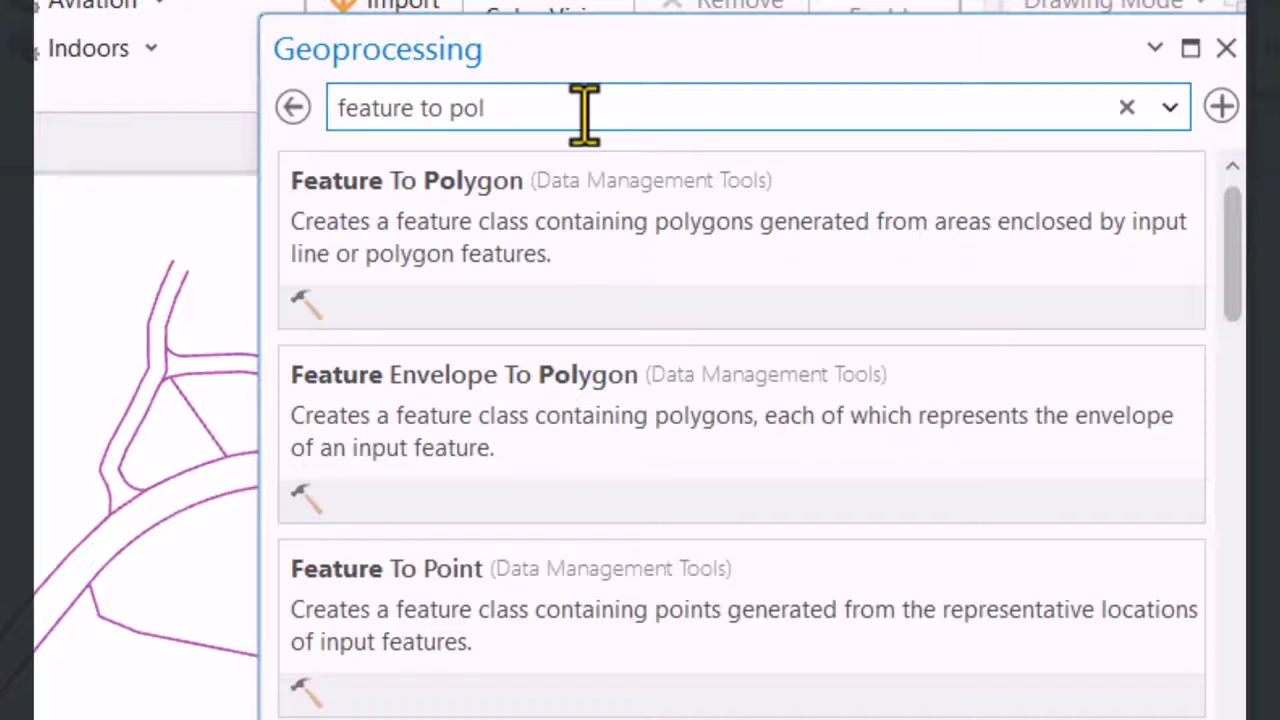 Aviation
Import
Remove
Drawing Mode
Indoors
Geoprocessing
feature to pol
Feature To Polygon (Data Management Tools)
Creates a feature class containing polygons generated from areas enclosed by input
line or polygon features.
Feature Envelope To Polygon (Data Management Tools)
Creates a feature class containing polygons, each of which represents the envelope
of an input feature.
Feature To Point (Data Management Tools)
Creates a feature class containing points generated from the representative locations
of input features.